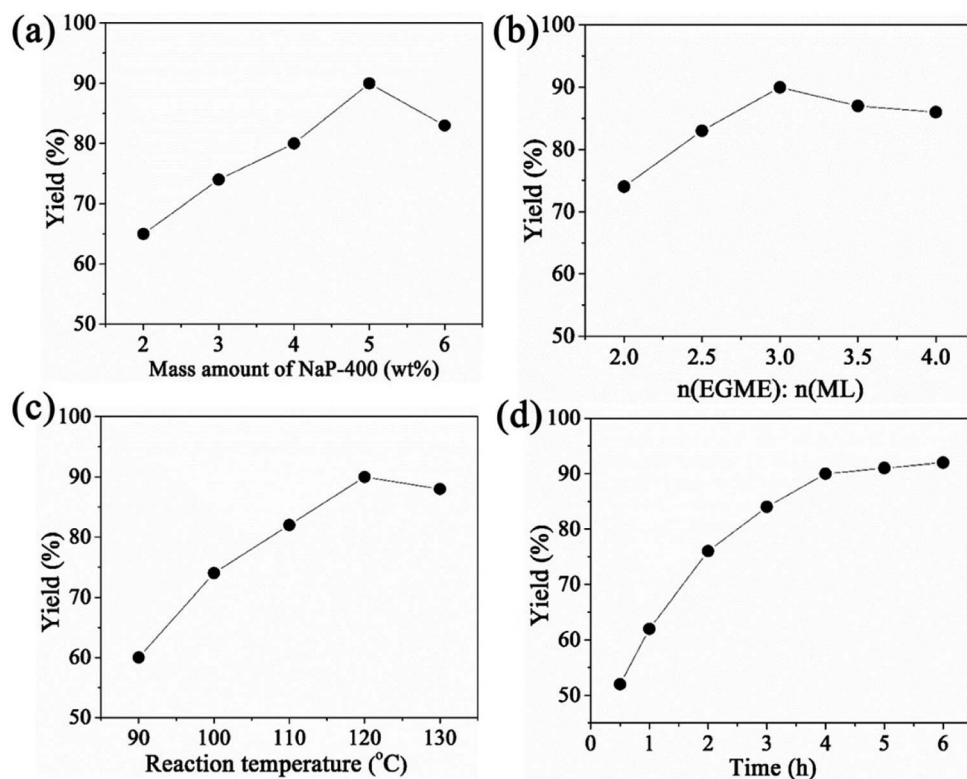 (a)
100
90
80
70
60
50
Yield (%)
2 3 4 5 6
Mass amount of NaP-400 (wt%)
(b)
100
90
80
70
60
50
Yield (%)
2.0 2.5 3.0 3.5 4.0
n(EGME): n(ML)
(c)
100
90
80
70
60
50
Yield (%)
90 100 110 120 130
Reaction temperature (°C)
(d)
100
90
80
70
60
50
Yield (%)
0 1 2 3 4 5 6
Time (h)